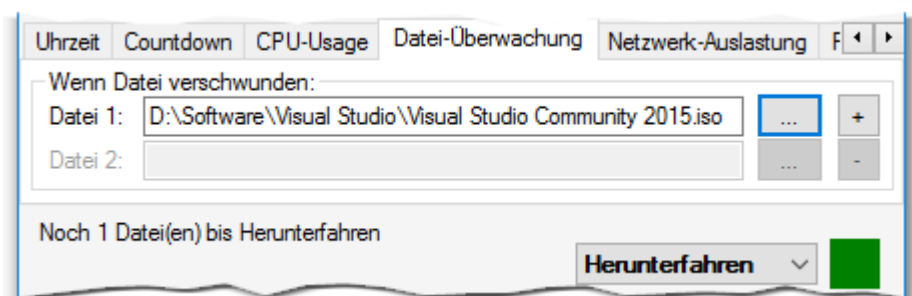 Uhrzeit Countdown CPU-Usage Datei-Überwachung Netzwerk-Auslastung
Wenn Datei verschwunden:
Datei 1: D:\Software\Visual Studio\Visual Studio Community 2015.iso ... +
Datei 2: ... -
Noch 1 Datei(en) bis Herunterfahren
Herunterfahren